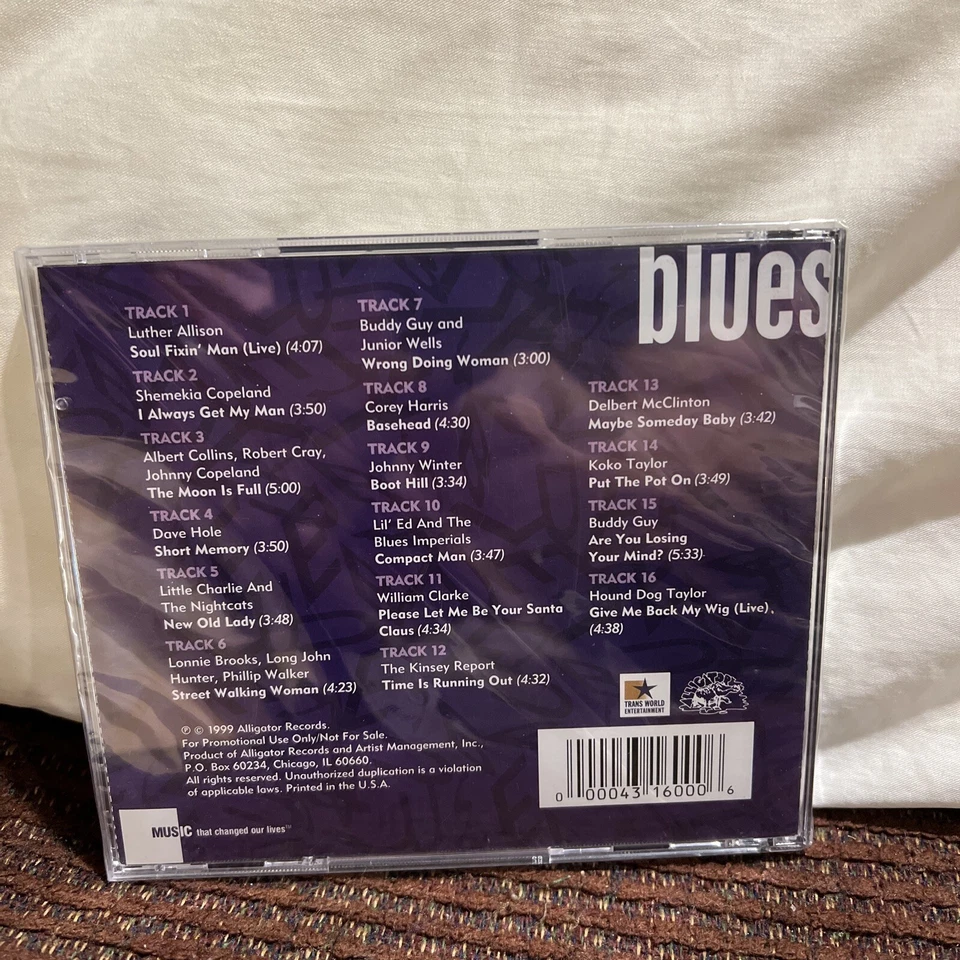 blues
TRACK 1
Luther Allison
Soul Fixin' Man (Live) (4:07)
TRACK 2
Shemekia Copeland
I Always Get My Man (3:50)
TRACK 3
Albert Collins, Robert Cray,
Johnny Copeland
The Moon Is Full (5:00)
TRACK 4
Dave Hole
Short Memory (3:50)
TRACK 5
Little Charlie And
The Nightcats
New Old Lady (3:48)
TRACK 6
Lonnie Brooks, Long John
Hunter, Phillip Walker
Street Walking Woman (4:23)
TRACK 7
Buddy Guy and
Junior Wells
Wrong Doing Woman (3:00)
TRACK 8
Corey Harris
Basehead (4:30)
TRACK 9
Johnny Winter
Boot Hill (3:34)
TRACK 10
Lil' Ed And The
Blues Imperials
Compact Man (3:47)
TRACK 11
William Clarke
Please Let Me Be Your Santa
Claus (4:34)
TRACK 12
The Kinsey Report
Time Is Running Out (4:32)
TRACK 13
Delbert McClinton
Maybe Someday Baby (3:42)
TRACK 14
Koko Taylor
Put The Pot On (3:49)
TRACK 15
Buddy Guy
Are You Losing
Your Mind? (5:33)
TRACK 16
Hound Dog Taylor
Give Me Back My Wig (Live)
(4:38)
TRANS WORLD
ENTERTAINMENT
℗ © 1999 Alligator Records.
For Promotional Use Only/Not For Sale.
Product of Alligator Records and Artist Management, Inc.,
P.O. Box 60234, Chicago, IL 60660.
All rights reserved. Unauthorized duplication is a violation
of applicable laws. Printed in the U.S.A.
0 00043 16000 6
MUSIC that changed our lives™